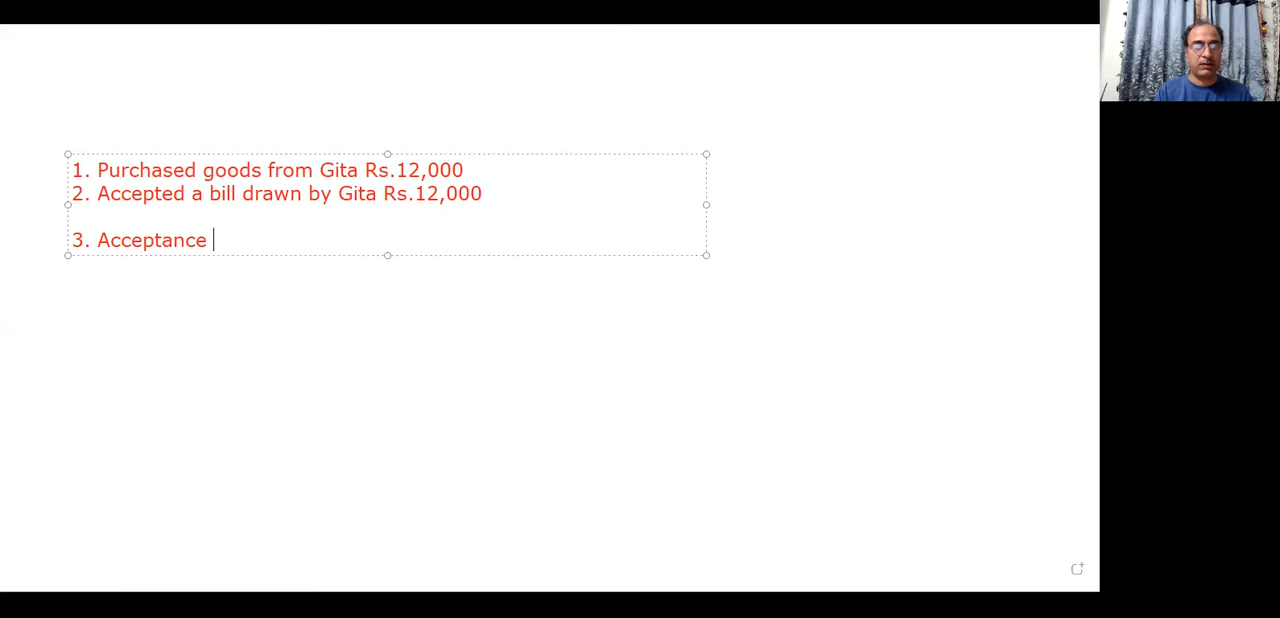 1. Purchased goods from Gita Rs.12,000
2. Accepted a bill drawn by Gita Rs.12,000
3. Acceptance